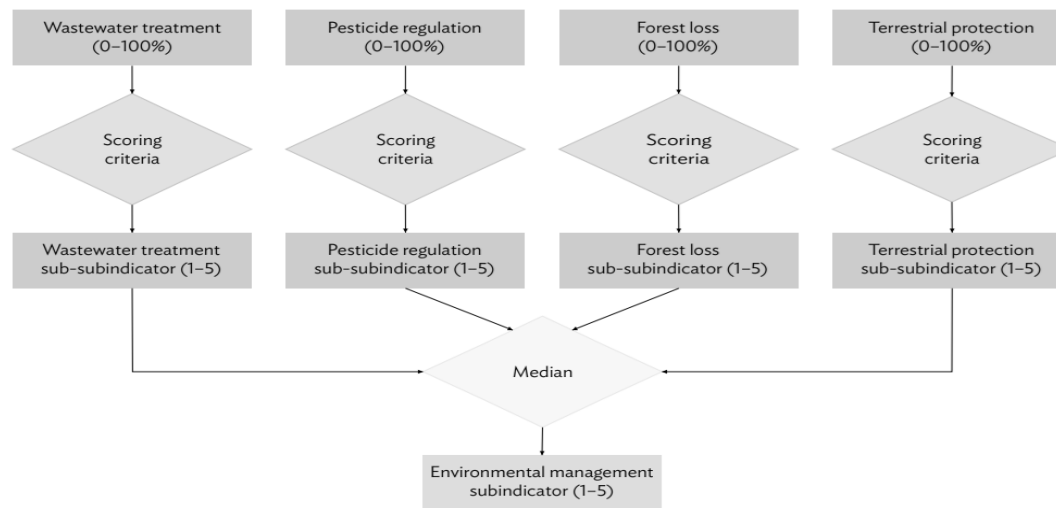 Wastewater treatment
(0–100%)
Pesticide regulation
(0–100%)
Forest loss
(0–100%)
Terrestrial protection
(0–100%)
Scoring
criteria
Scoring
criteria
Scoring
criteria
Scoring
criteria
Wastewater treatment
sub-subindicator (1–5)
Pesticide regulation
sub-subindicator (1–5)
Forest loss
sub-subindicator (1–5)
Terrestrial protection
sub-subindicator (1–5)
Median
Environmental management
subindicator (1–5)